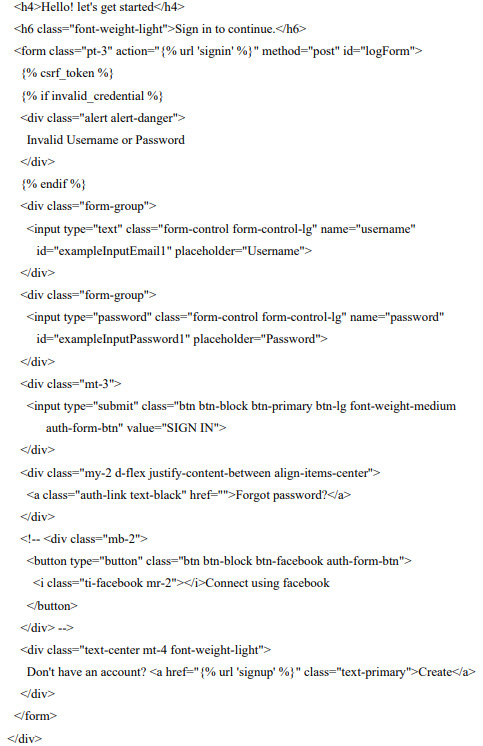 <h4>Hello! let's get started</h4>
<h6 class="font-weight-light">Sign in to continue.</h6>
<form class="pt-3" action="{% url 'signin' %}" method="post" id="logForm">
{% csrf_token %}
{% if invalid_credential %}
<div class="alert alert-danger">
Invalid Username or Password
</div>
{% endif %}
<div class="form-group">
<input type="text" class="form-control form-control-lg" name="username"
id="exampleInputEmail1" placeholder="Username">
</div>
<div class="form-group">
<input type="password" class="form-control form-control-lg" name="password"
id="exampleInputPassword1" placeholder="Password">
</div>
<div class="mt-3">
<input type="submit" class="btn btn-block btn-primary btn-lg font-weight-medium
auth-form-btn" value="SIGN IN">
</div>
<div class="my-2 d-flex justify-content-between align-items-center">
<a class="auth-link text-black" href="">Forgot password?</a>
</div>
<!-- <div class="mb-2">
<button type="button" class="btn btn-block btn-facebook auth-form-btn">
<i class="ti-facebook mr-2"></i>Connect using facebook
</button>
</div> -->
<div class="text-center mt-4 font-weight-light">
Don't have an account? <a href="{% url 'signup' %}" class="text-primary">Create</a>
</div>
</form>
</div>